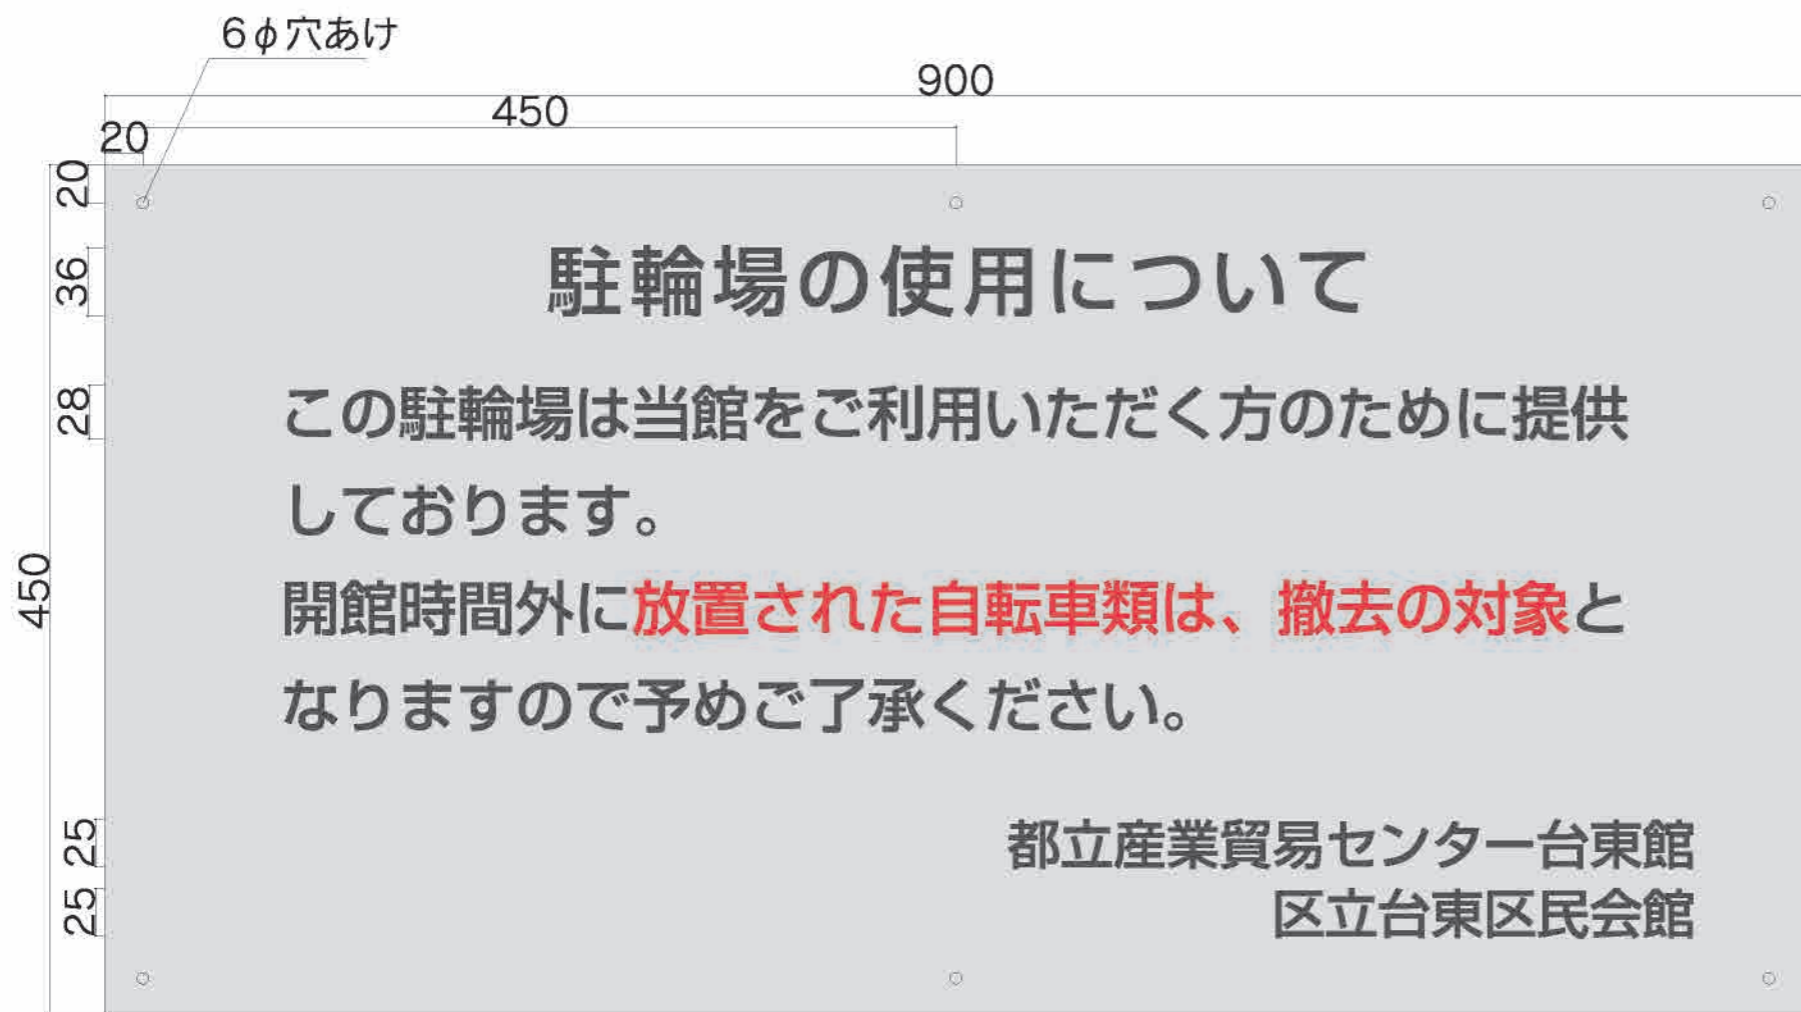 6φ穴あけ
900
450
20
20
36
28
450
25
25
駐輪場の使用について
この駐輪場は当館をご利用いただく方のために提供
しております。
開館時間外に放置された自転車類は、撤去の対象と
なりますので予めご了承ください。
都立産業貿易センター台東館
区立台東区民会館